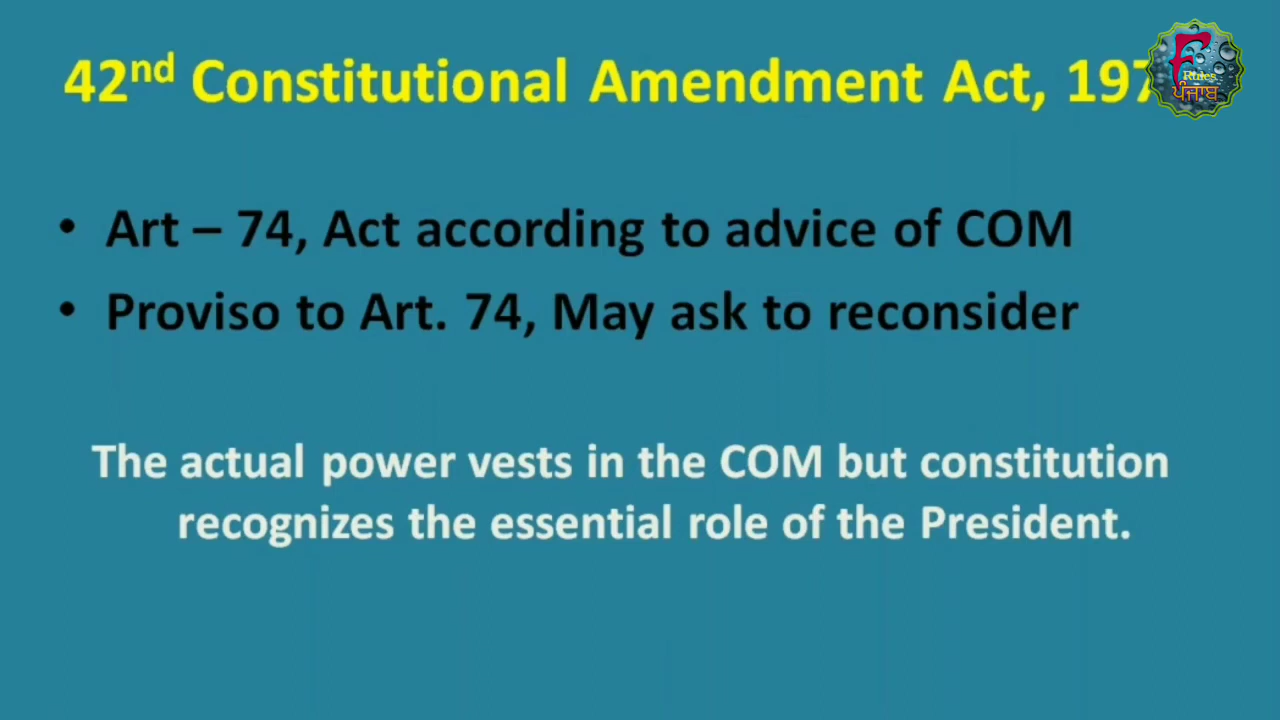 42nd Constitutional Amendment Act, 197
• Art – 74, Act according to advice of COM
• Proviso to Art. 74, May ask to reconsider
The actual power vests in the COM but constitution
recognizes the essential role of the President.
F
Rules
ਪੰਜਾਬ